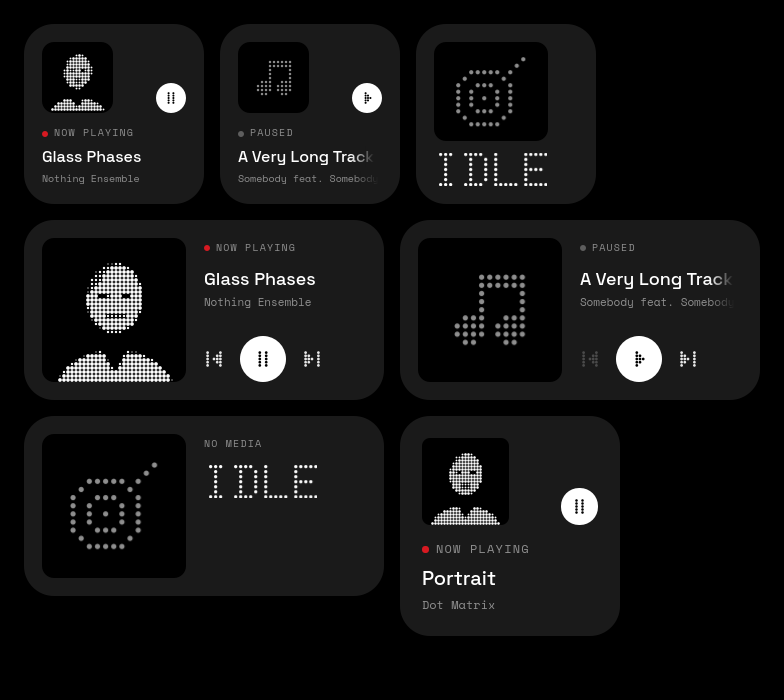 NOW PLAYING
Glass Phases
Nothing Ensemble
PAUSED
A Very Long Track
Somebody feat. Somebody
IDLE
NOW PLAYING
Glass Phases
Nothing Ensemble
PAUSED
A Very Long Track
Somebody feat. Somebody
NO MEDIA
IDLE
NOW PLAYING
Portrait
Dot Matrix